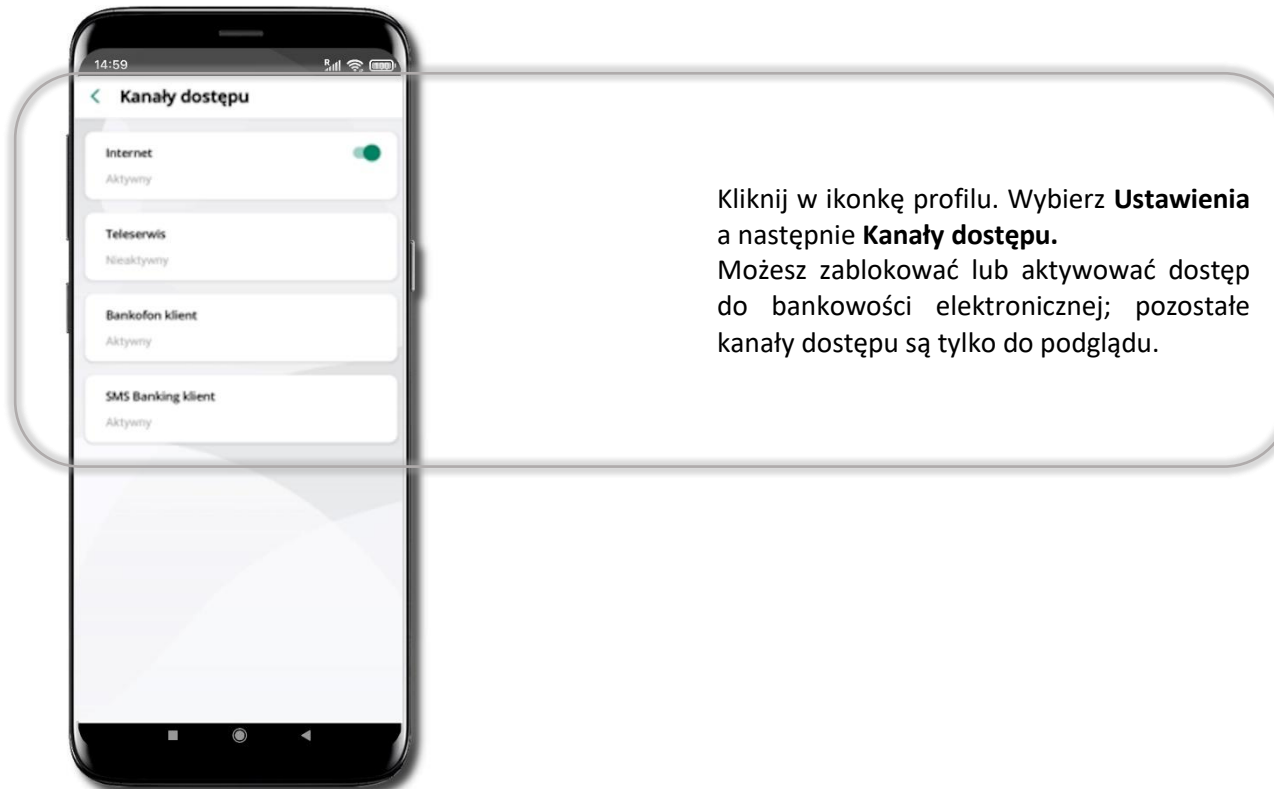 14:59
Kanały dostępu
Internet
Aktywny
Teleserwis
Nieaktywny
Bankofon klient
Aktywny
SMS Banking klient
Aktywny
Kliknij w ikonkę profilu. Wybierz Ustawienia
a następnie Kanały dostępu.
Możesz zablokować lub aktywować dostęp
do bankowości elektronicznej; pozostałe
kanały dostępu są tylko do podglądu.